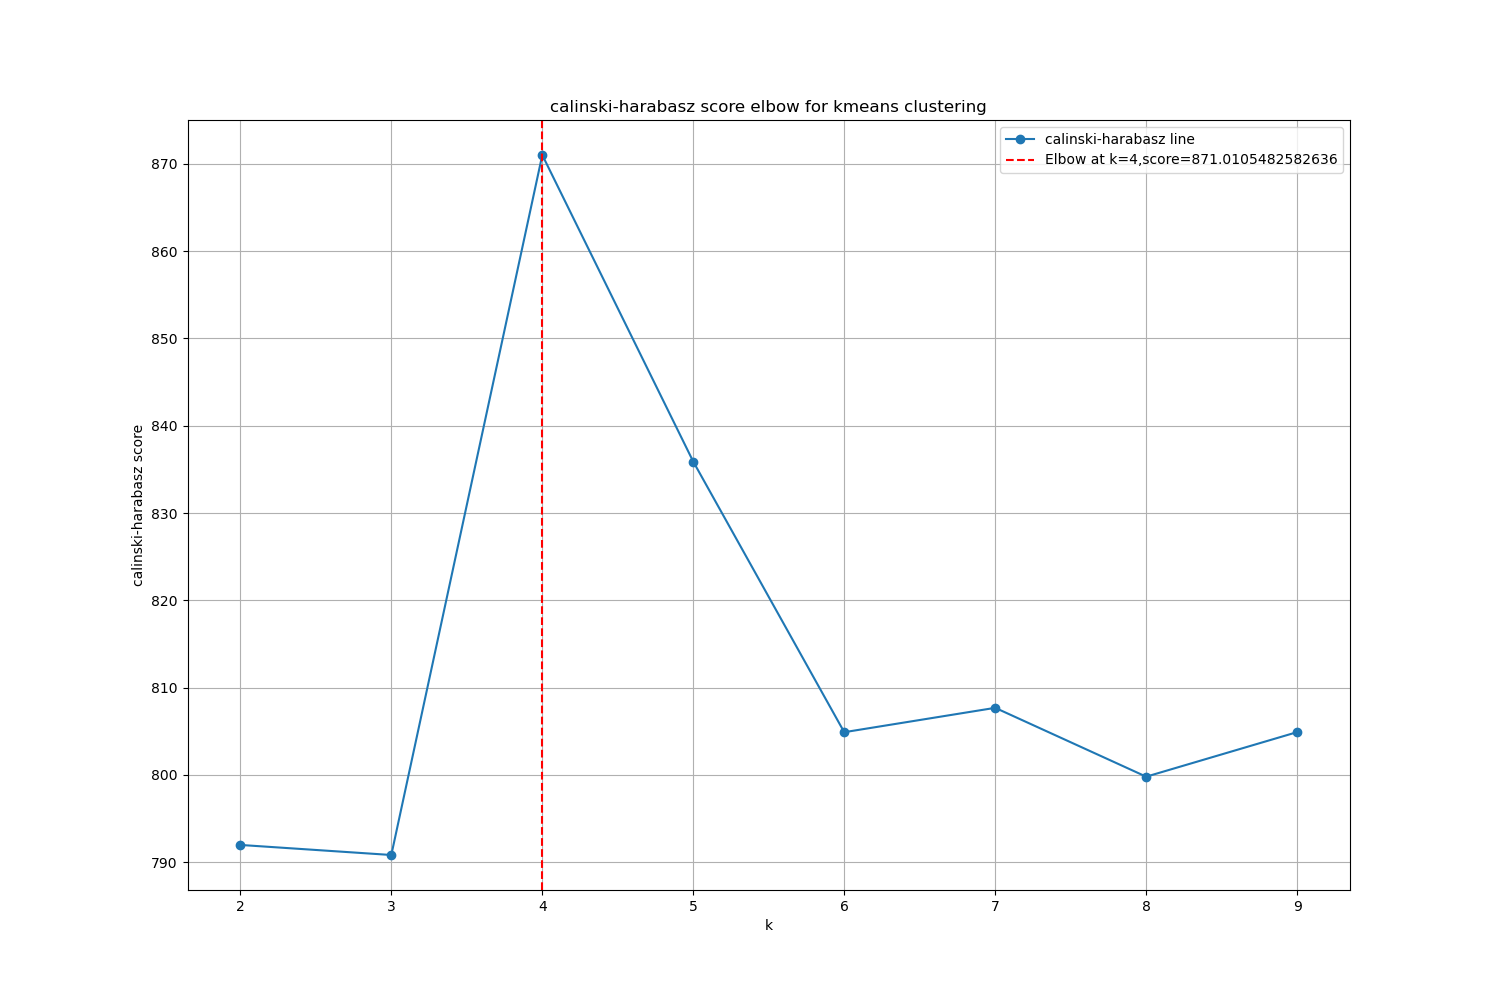 calinski-harabasz score elbow for kmeans clustering
calinski-harabasz line
Elbow at k=4,score=871.0105482582636
870
860
850
840
830
820
810
800
790
calinski-harabasz score
2 3 4 5 6 7 8 9
k